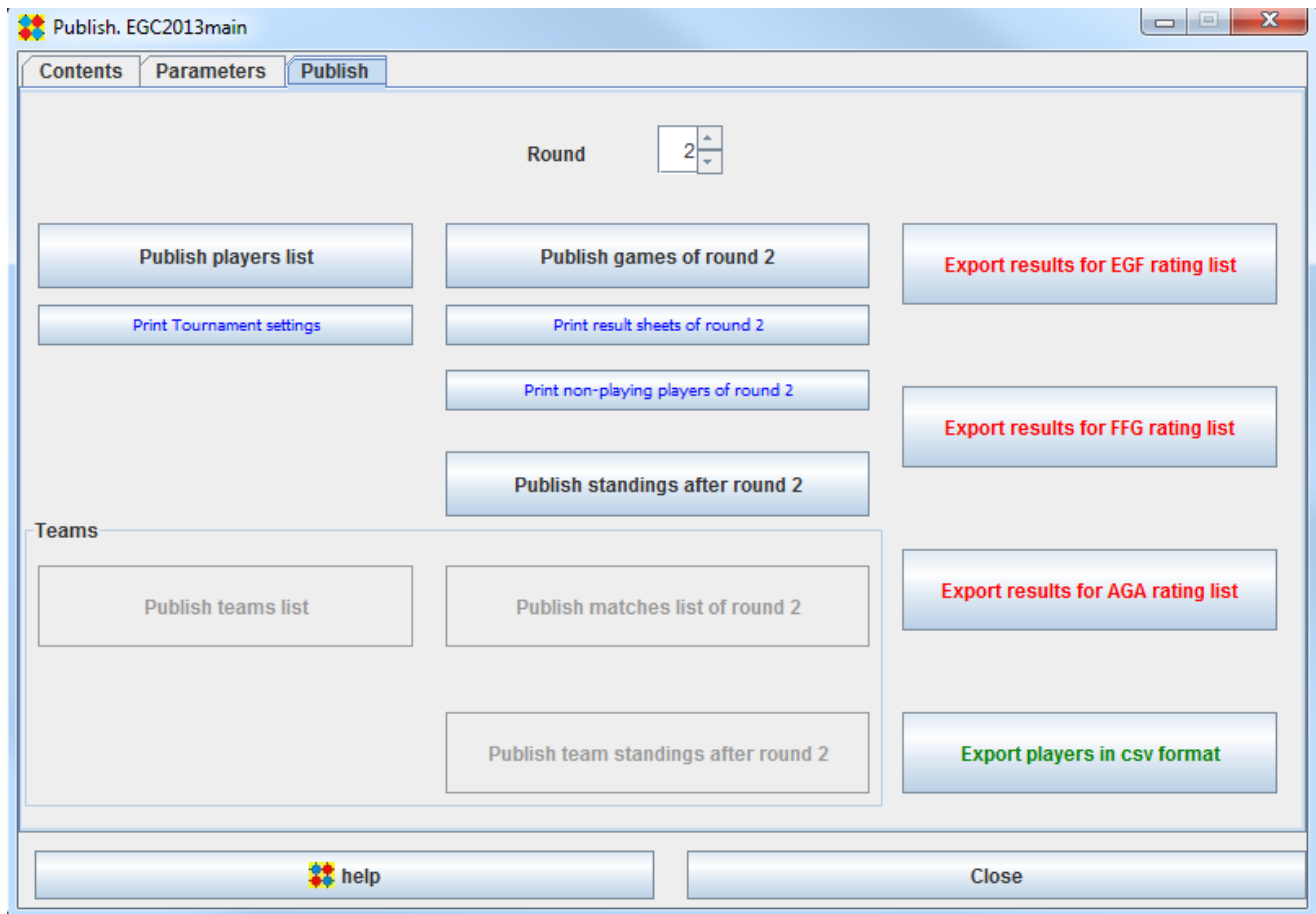 Publish. EGC2013main
Contents Parameters Publish
Round 2
Publish players list
Publish games of round 2
Export results for EGF rating list
Print Tournament settings
Print result sheets of round 2
Print non-playing players of round 2
Export results for FFG rating list
Publish standings after round 2
Teams
Publish teams list
Publish matches list of round 2
Export results for AGA rating list
Publish team standings after round 2
Export players in csv format
help
Close